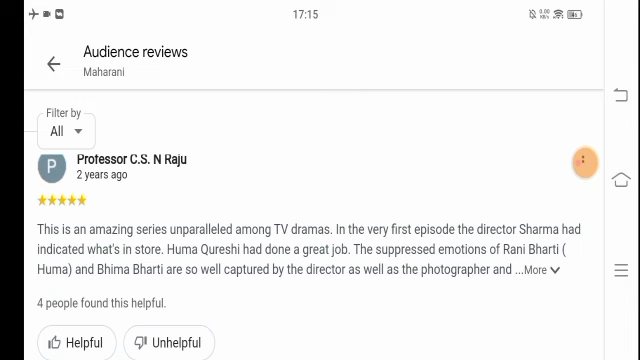 17:15
0.00
KB/s
Audience reviews
Maharani
Filter by
All
P
Professor C.S. N Raju
2 years ago
This is an amazing series unparalleled among TV dramas. In the very first episode the director Sharma had
indicated what's in store. Huma Qureshi had done a great job. The suppressed emotions of Rani Bharti (
Huma) and Bhima Bharti are so well captured by the director as well as the photographer and ...More
4 people found this helpful.
Helpful
Unhelpful